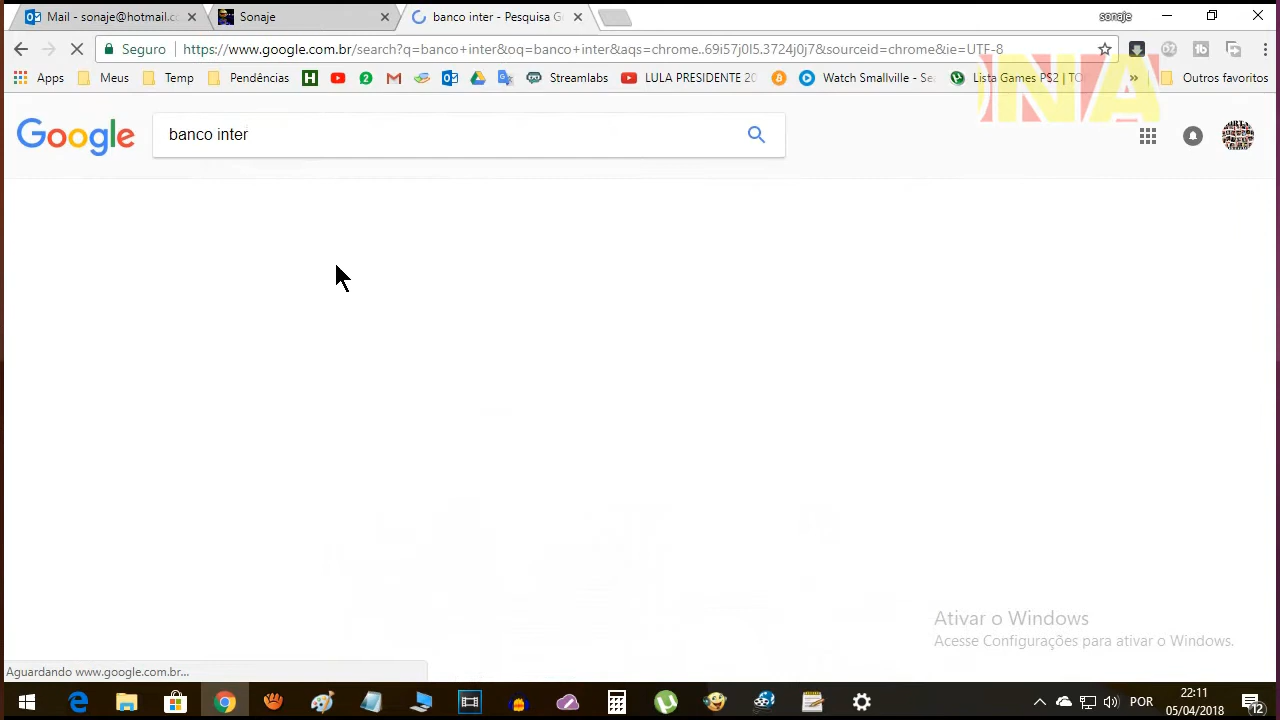 Mail - sonaje@hotmail.c
Sonaje
banco inter - Pesquisa G
sonaje
Seguro
https://www.google.com.br/search?q=banco+inter&oq=banco+inter&aqs=chrome..69i57j0l5.3724j0j7&sourceid=chrome&ie=UTF-8
Apps
Meus
Temp
Pendências
Streamlabs
LULA PRESIDENTE 20
Watch Smallville - Se
Lista Games PS2 | TO
»
Outros favoritos
NA
Google
banco inter
Ativar o Windows
Acesse Configurações para ativar o Windows.
Aguardando www.google.com.br...
POR
22:11
05/04/2018
12